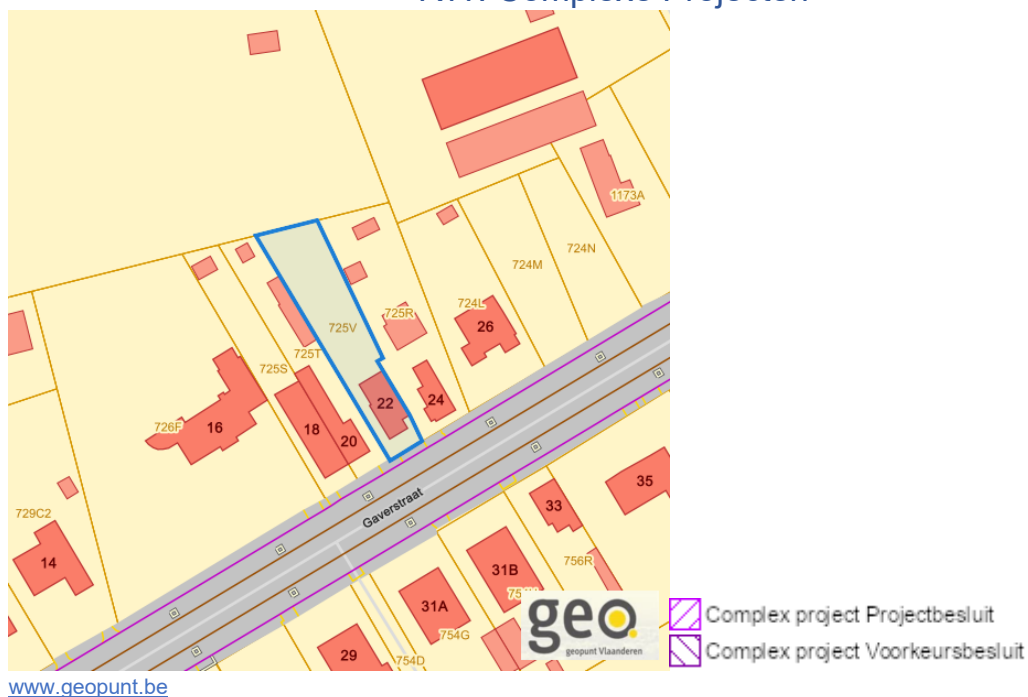 1173A
724N
724M
724L
725R
725V
26
725T
725S
22
24
726F
16
18
20
35
Gaverstraat
33
729C2
14
756R
31B
31A
754G
29
754D
geo
geopunt Vlaanderen
Complex project Projectbesluit
Complex project Voorkeursbesluit
www.geopunt.be